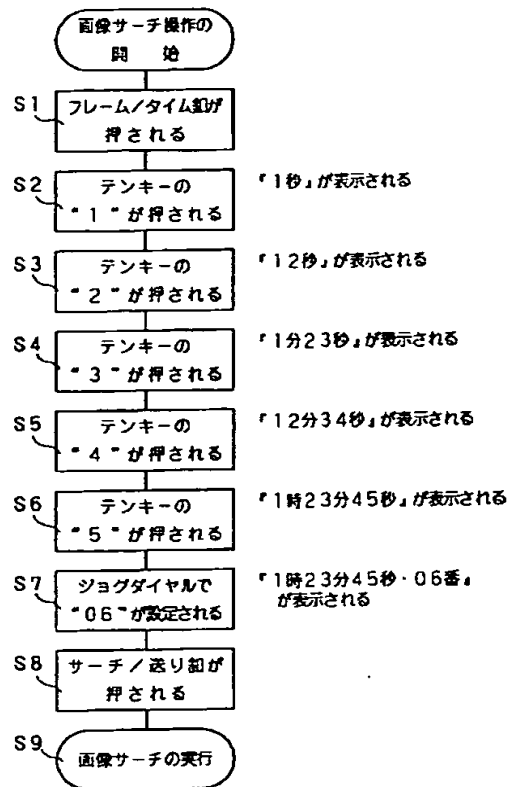 画像サーチ操作の
開 始
S1 フレーム/タイム釦が
押される
S2 テンキーの 『1秒』が表示される
“1”が押される
S3 テンキーの 『12秒』が表示される
“2”が押される
S4 テンキーの 『1分23秒』が表示される
“3”が押される
S5 テンキーの 『12分34秒』が表示される
“4”が押される
S6 テンキーの 『1時23分45秒』が表示される
“5”が押される
S7 ジョグダイヤルで 『1時23分45秒・06番』
“06”が設定される が表示される
S8 サーチ/送り釦が
押される
S9 画像サーチの実行